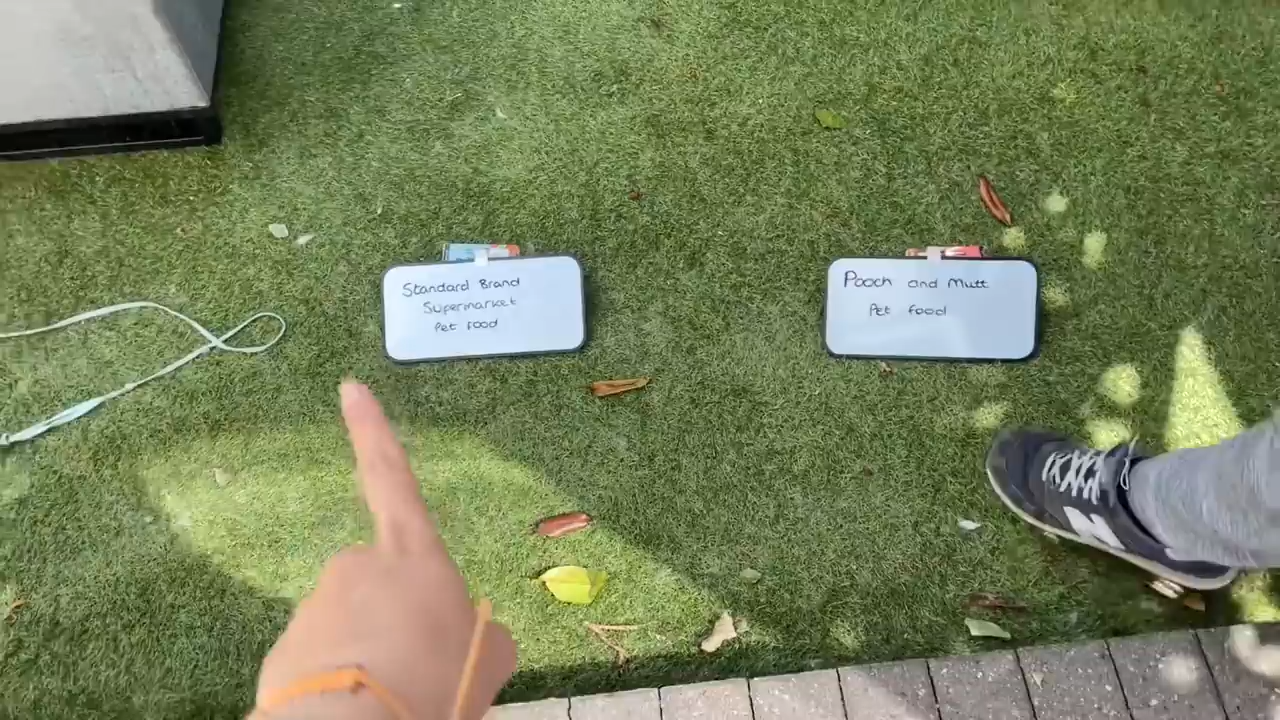 Standard Brand
Supermarket
Pet food
Pooch and Mutt
Pet food